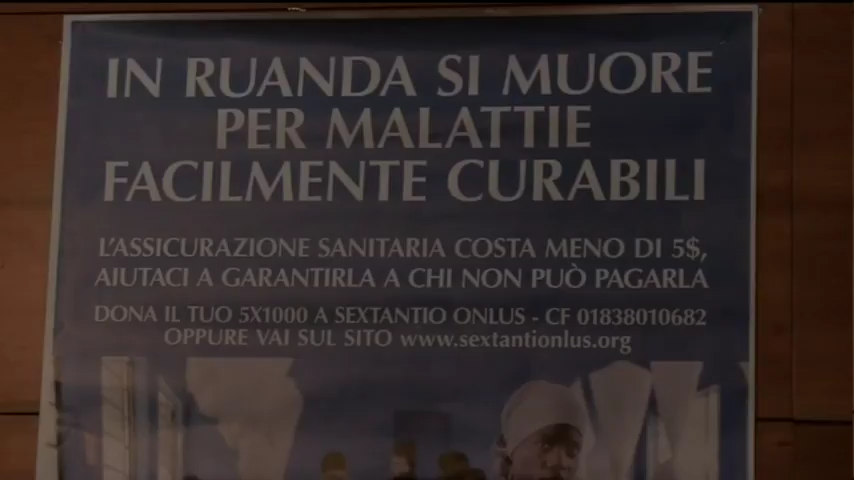 IN RUANDA SI MUORE
PER MALATTIE
FACILMENTE CURABILI
L'ASSICURAZIONE SANITARIA COSTA MENO DI 5$,
AIUTACI A GARANTIRLA A CHI NON PUÒ PAGARLA
DONA IL TUO 5X1000 A SEXTANTIO ONLUS - CF 01838010682
OPPURE VAI SUL SITO www.sextantionlus.org